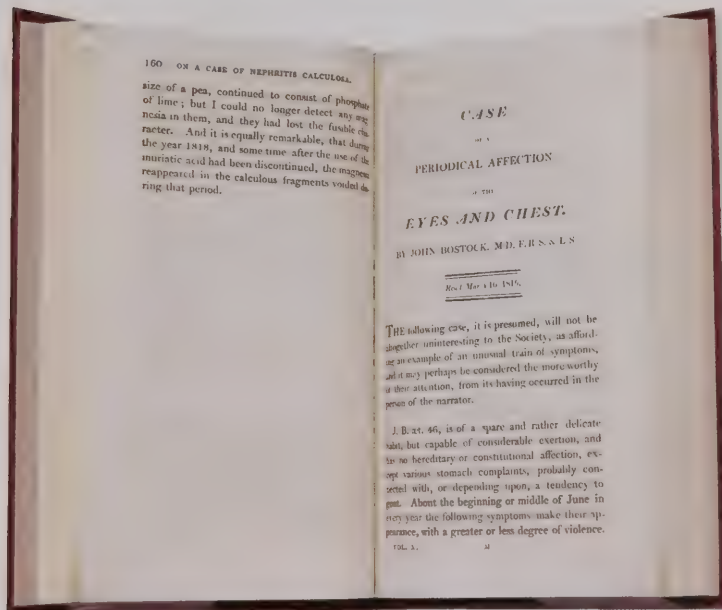 160 ON A CASE OF NEPHRITIS CALCULOSA.
size of a pea, continued to consist of phosphate
of lime; but I could no longer detect any mag-
nesia in them, and they had lost the fusible cha-
racter. And it is equally remarkable, that during
the year 1818, and some time after the use of the
muriatic acid had been discontinued, the magnesia
reappeared in the calculous fragments voided du-
ring that period.
CASE
OF A
PERIODICAL AFFECTION
OF THE
EYES AND CHEST.
BY JOHN BOSTOCK, M.D. F.R.S. & L.S.
Read March 16, 1819.
THE following case, it is presumed, will not be
altogether uninteresting to the Society, as afford-
ing an example of an unusual train of symptoms,
and it may perhaps be considered the more worthy
of their attention, from its having occurred in the
person of the narrator.
J. B. æt. 46, is of a spare and rather delicate
habit, but capable of considerable exertion, and
has no hereditary or constitutional affection, ex-
cept various stomach complaints, probably con-
nected with, or depending upon, a tendency to
gout. About the beginning or middle of June in
every year the following symptoms make their ap-
pearance, with a greater or less degree of violence.
VOL. X. M